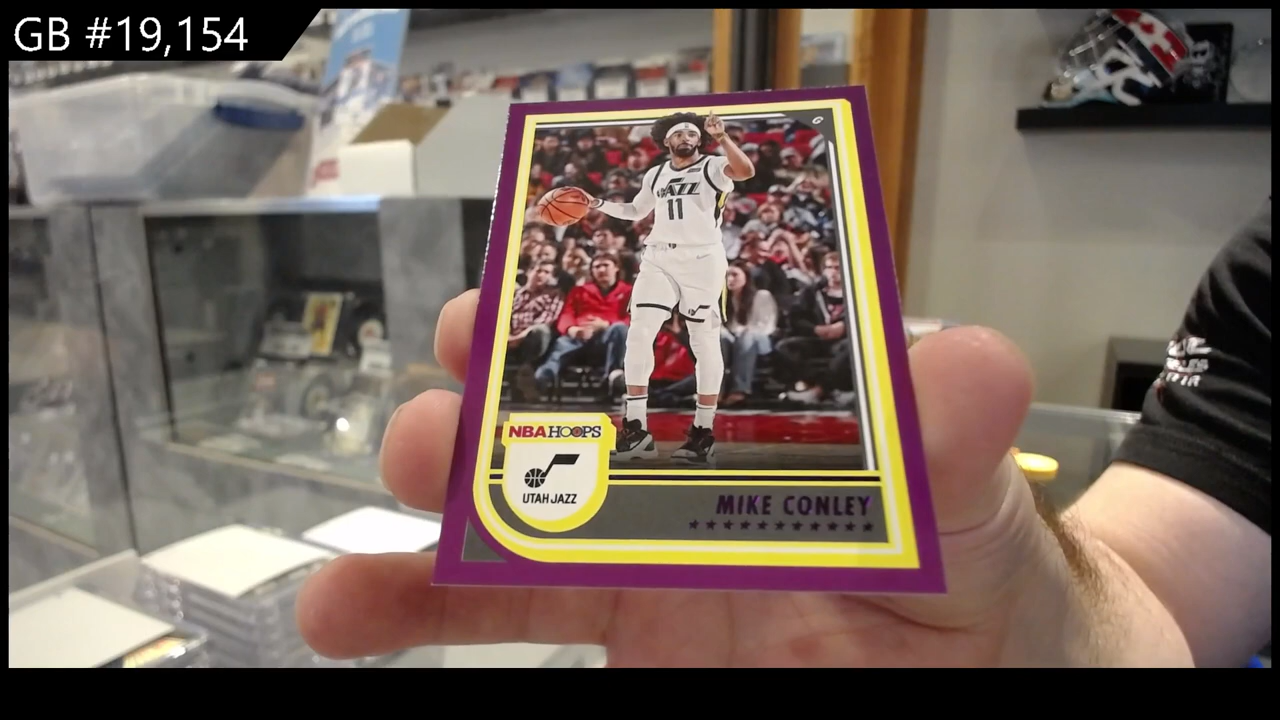 GB #19,154
G
JAZZ
11
NBA HOOPS
UTAH JAZZ
MIKE CONLEY